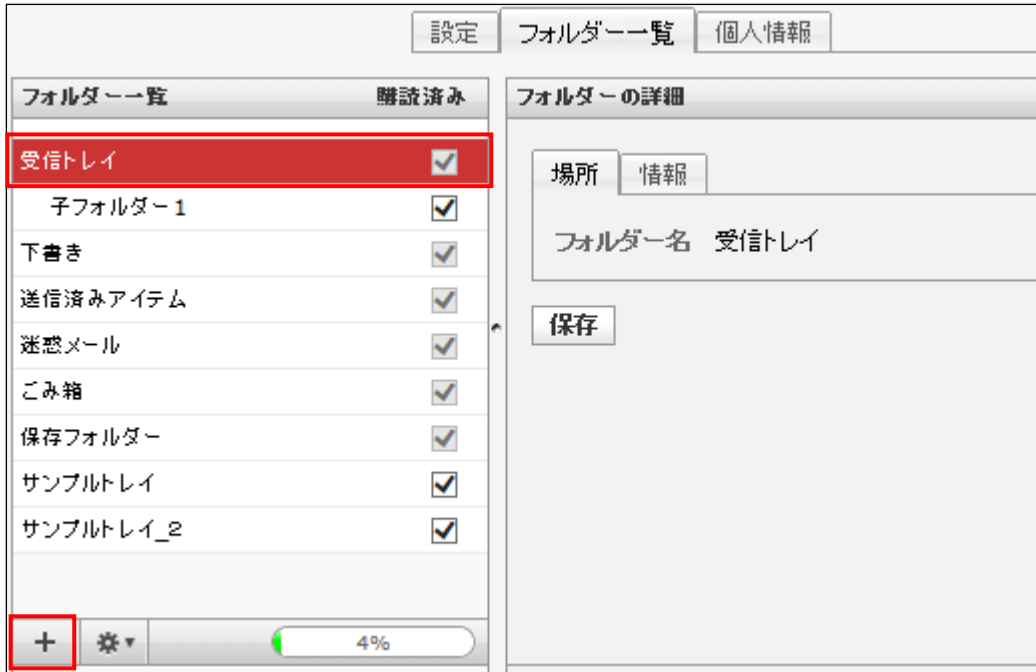 設定 フォルダー一覧 個人情報
フォルダー一覧 購読済み
受信トレイ
子フォルダー1
下書き
送信済みアイテム
迷惑メール
ごみ箱
保存フォルダー
サンプルトレイ
サンプルトレイ_2
4%
フォルダーの詳細
場所 情報
フォルダー名 受信トレイ
保存